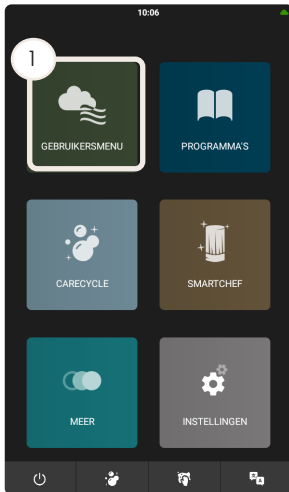 10:06
1
GEBRUIKERSMENU
PROGRAMMA'S
CARECYCLE
SMARTCHEF
MEER
INSTELLINGEN